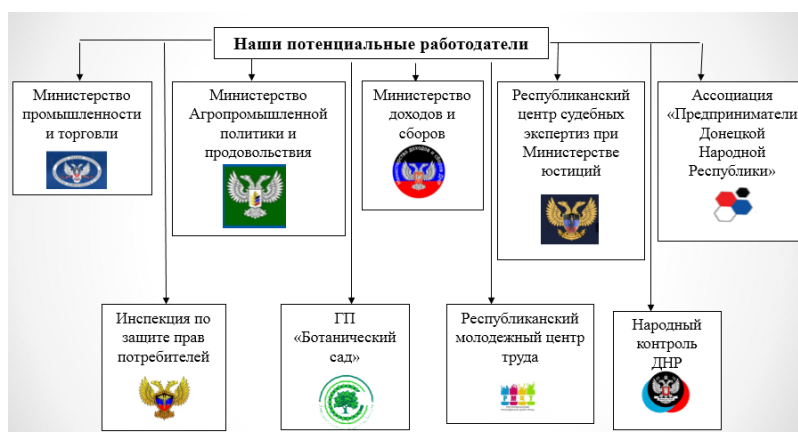 Наши потенциальные работодатели
Министерство
промышленности
и торговли
Министерство
Агропромышленной
политики и
продовольствия
Министерство
доходов и
сборов
Республиканский
центр судебных
экспертиз при
Министерстве
юстиций
Ассоциация
«Предприниматели
Донецкой
Народной
Республики»
Инспекция по
защите прав
потребителей
ГП
«Ботанический
сад»
Республиканский
молодежный центр
труда
Народный
контроль
ДНР